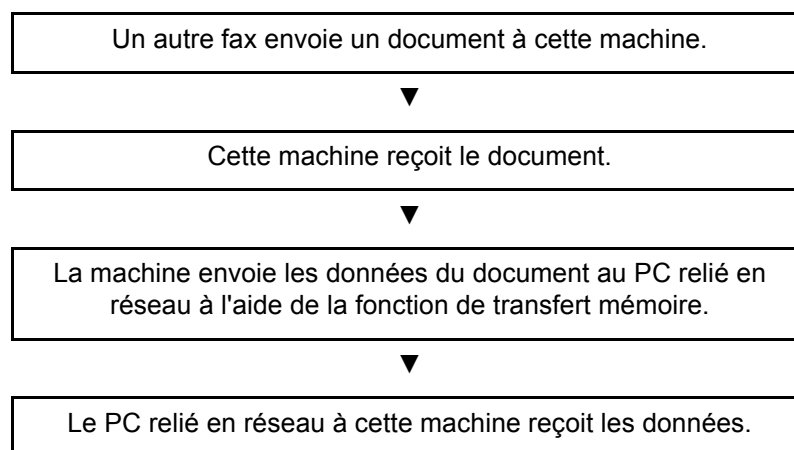 Un autre fax envoie un document à cette machine.
▼
Cette machine reçoit le document.
▼
La machine envoie les données du document au PC relié en
réseau à l'aide de la fonction de transfert mémoire.
▼
Le PC relié en réseau à cette machine reçoit les données.